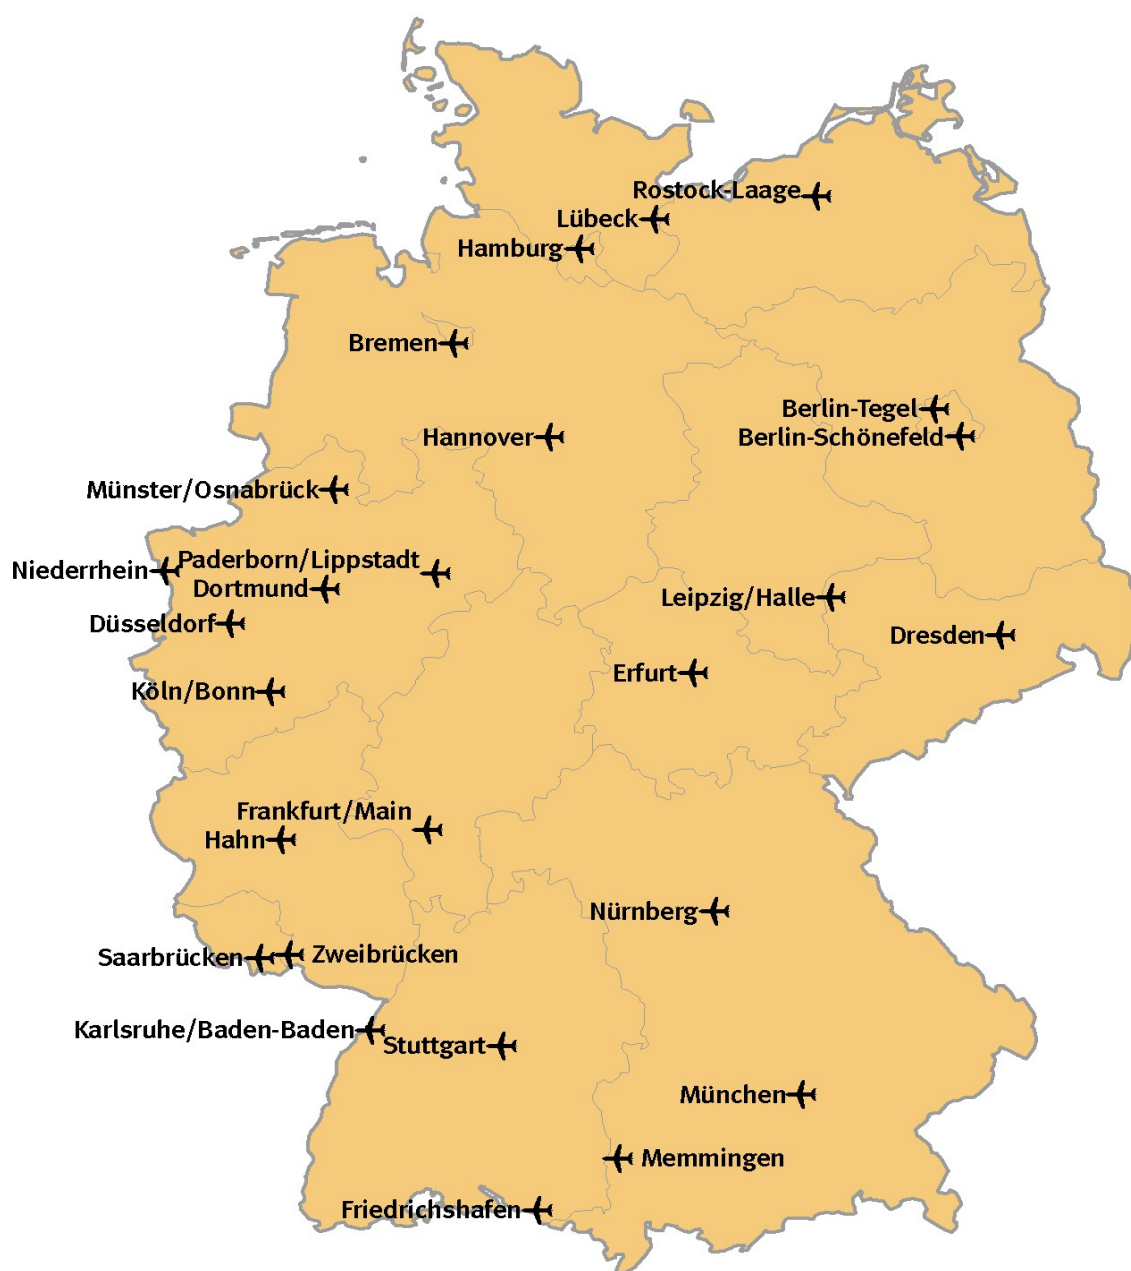 Rostock-Laage
Lübeck
Hamburg
Bremen
Berlin-Tegel
Hannover
Berlin-Schönefeld
Münster/Osnabrück
Paderborn/Lippstadt
Niederrhein
Dortmund
Leipzig/Halle
Düsseldorf
Dresden
Erfurt
Köln/Bonn
Frankfurt/Main
Hahn
Nürnberg
Zweibrücken
Saarbrücken
Karlsruhe/Baden-Baden
Stuttgart
München
Memmingen
Friedrichshafen